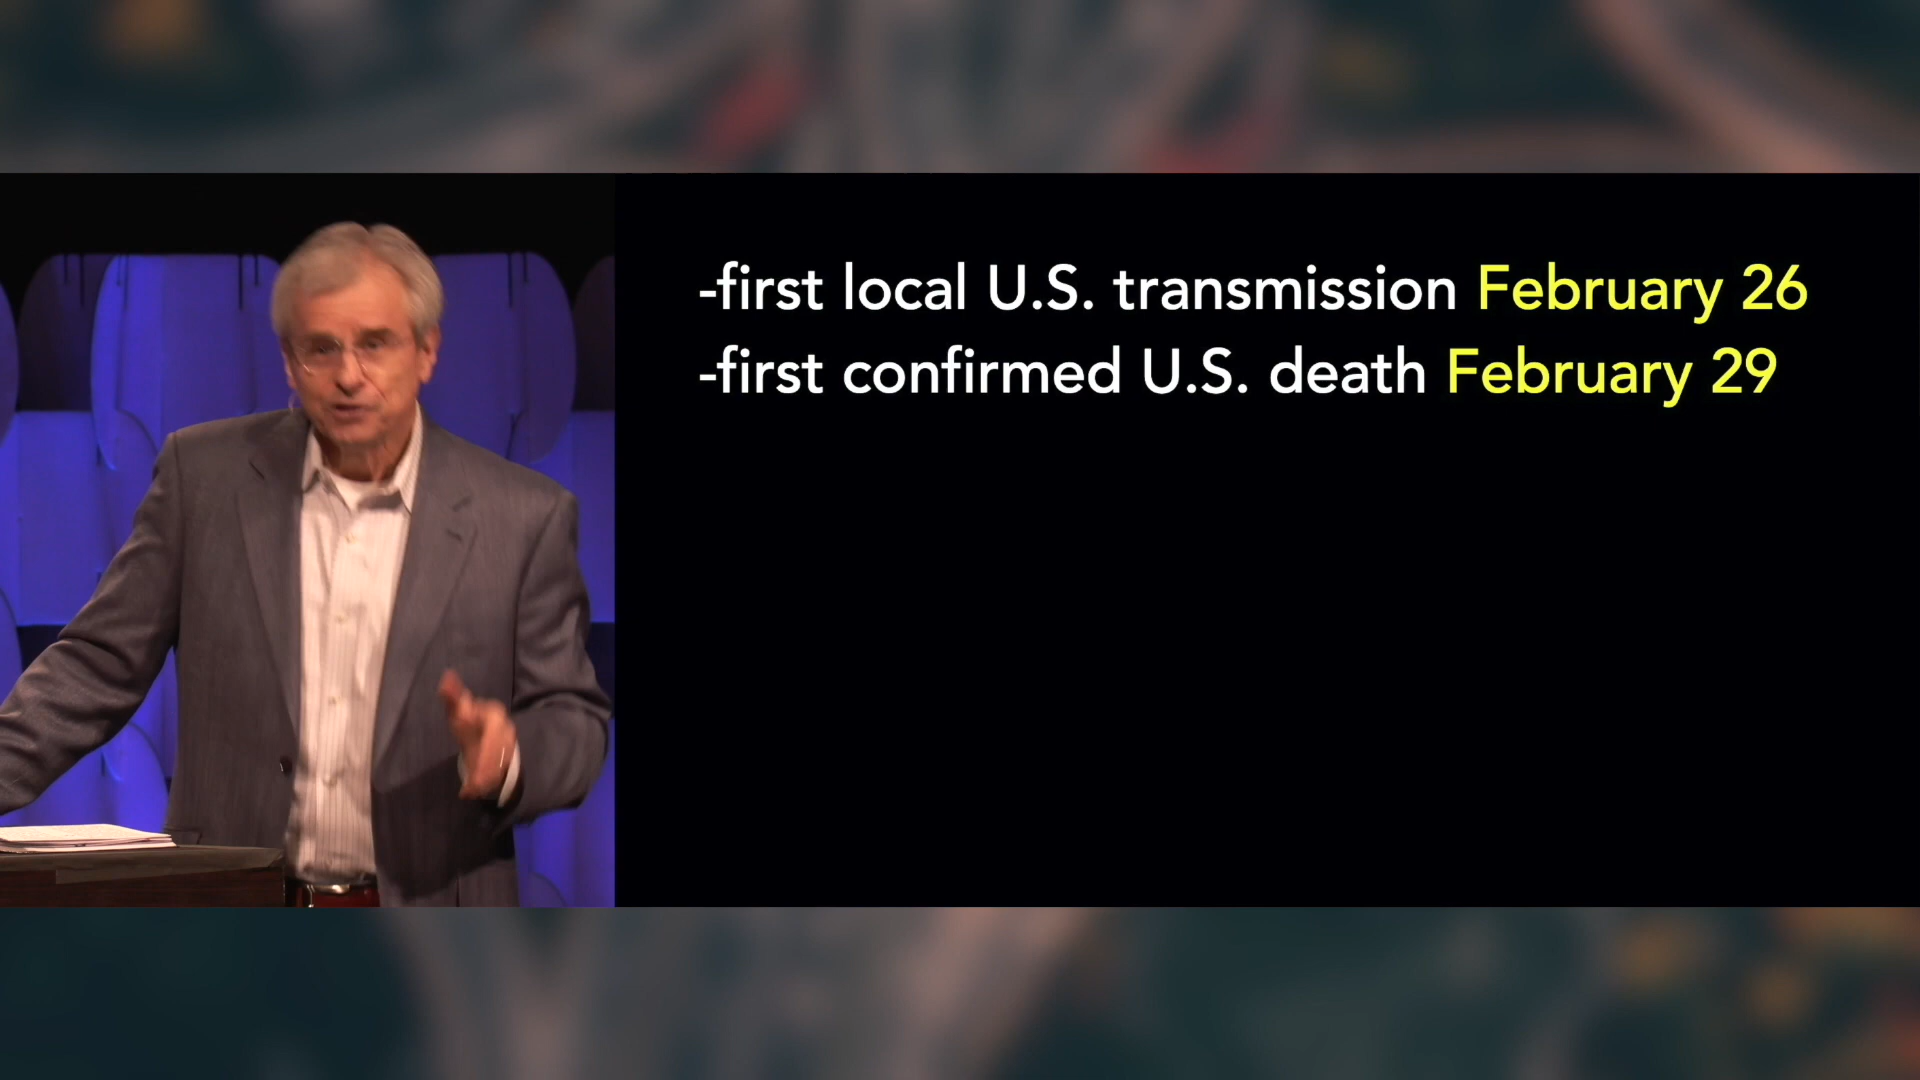 -first local U.S. transmission February 26
-first confirmed U.S. death February 29